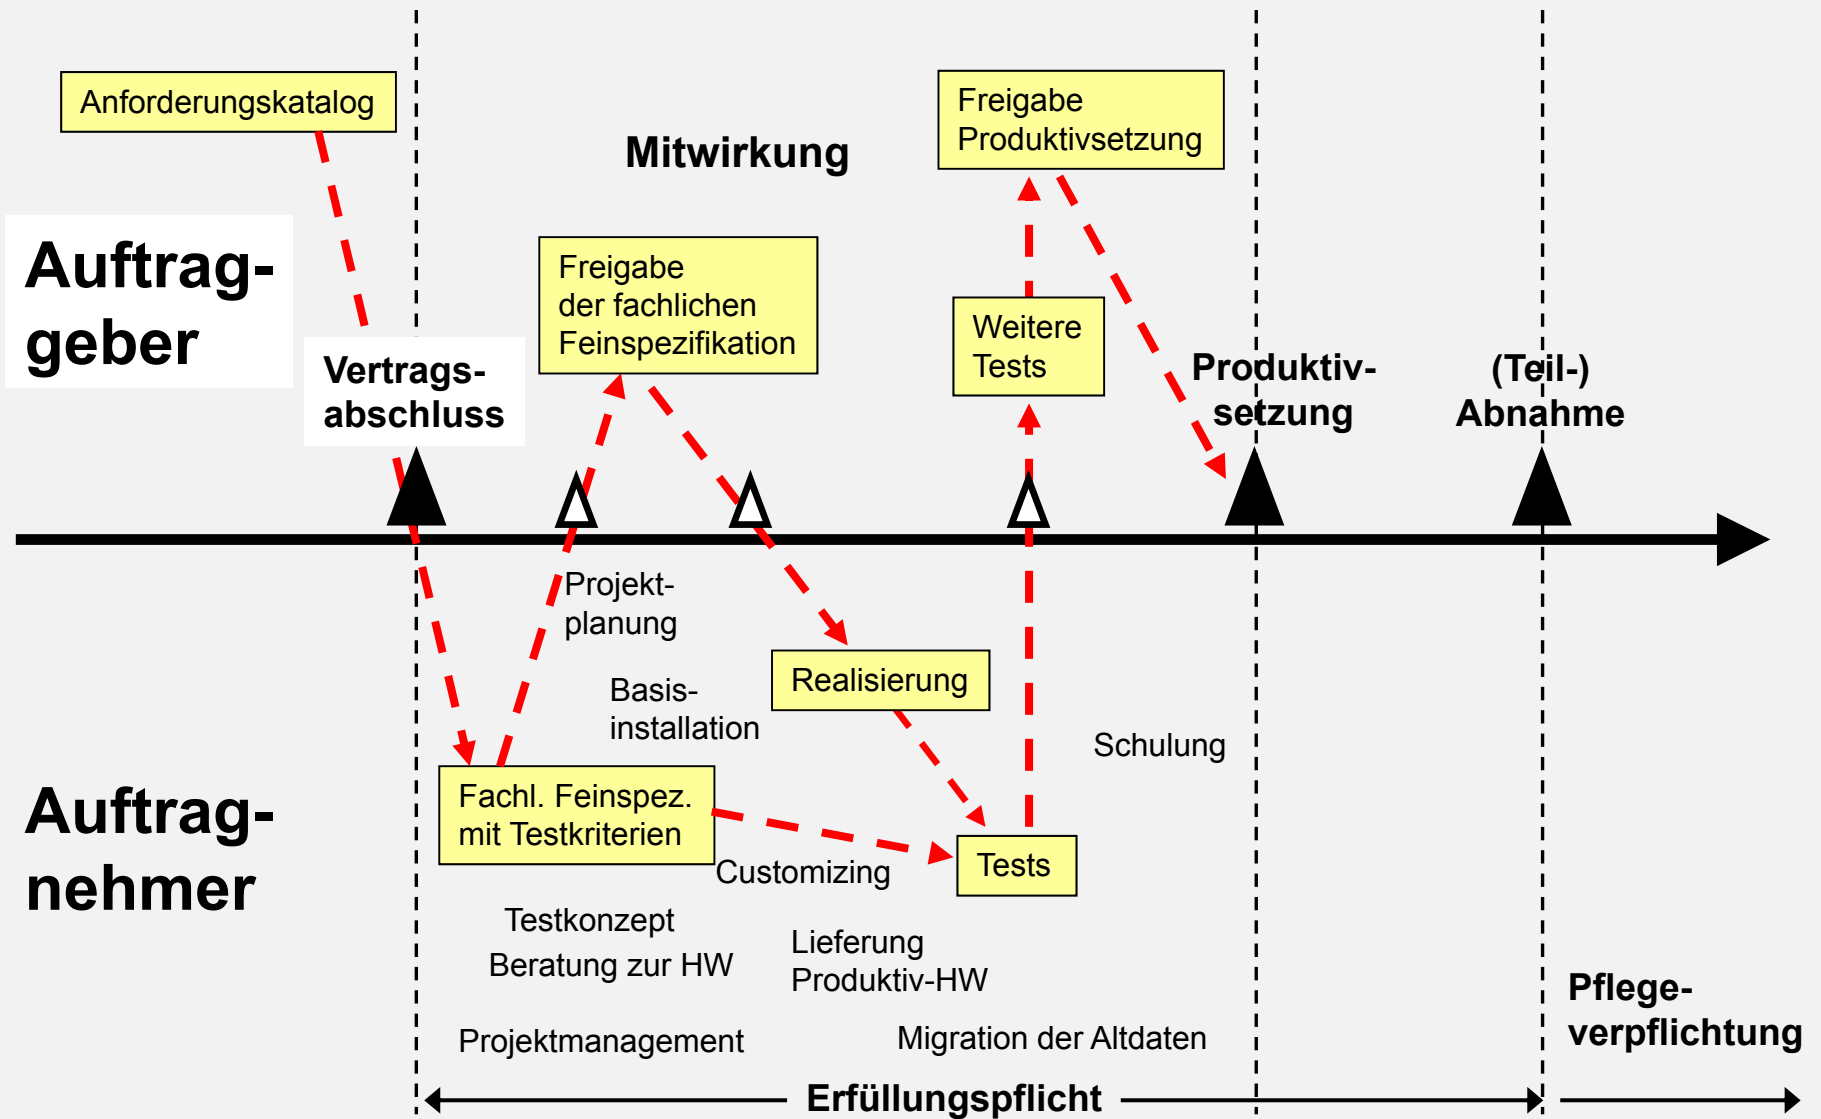 Anforderungskatalog
Freigabe
Produktivsetzung
Mitwirkung
Auftrag-
geber
Freigabe
der fachlichen
Feinspezifikation
Weitere
Tests
Vertrags-
abschluss
Produktiv-
setzung
(Teil-)
Abnahme
Projekt-
planung
Basis-
installation
Realisierung
Schulung
Auftrag-
nehmer
Fachl. Feinspez.
mit Testkriterien
Customizing
Tests
Testkonzept
Beratung zur HW
Lieferung
Produktiv-HW
Projektmanagement
Migration der Altdaten
Pflege-
verpflichtung
Erfüllungspflicht